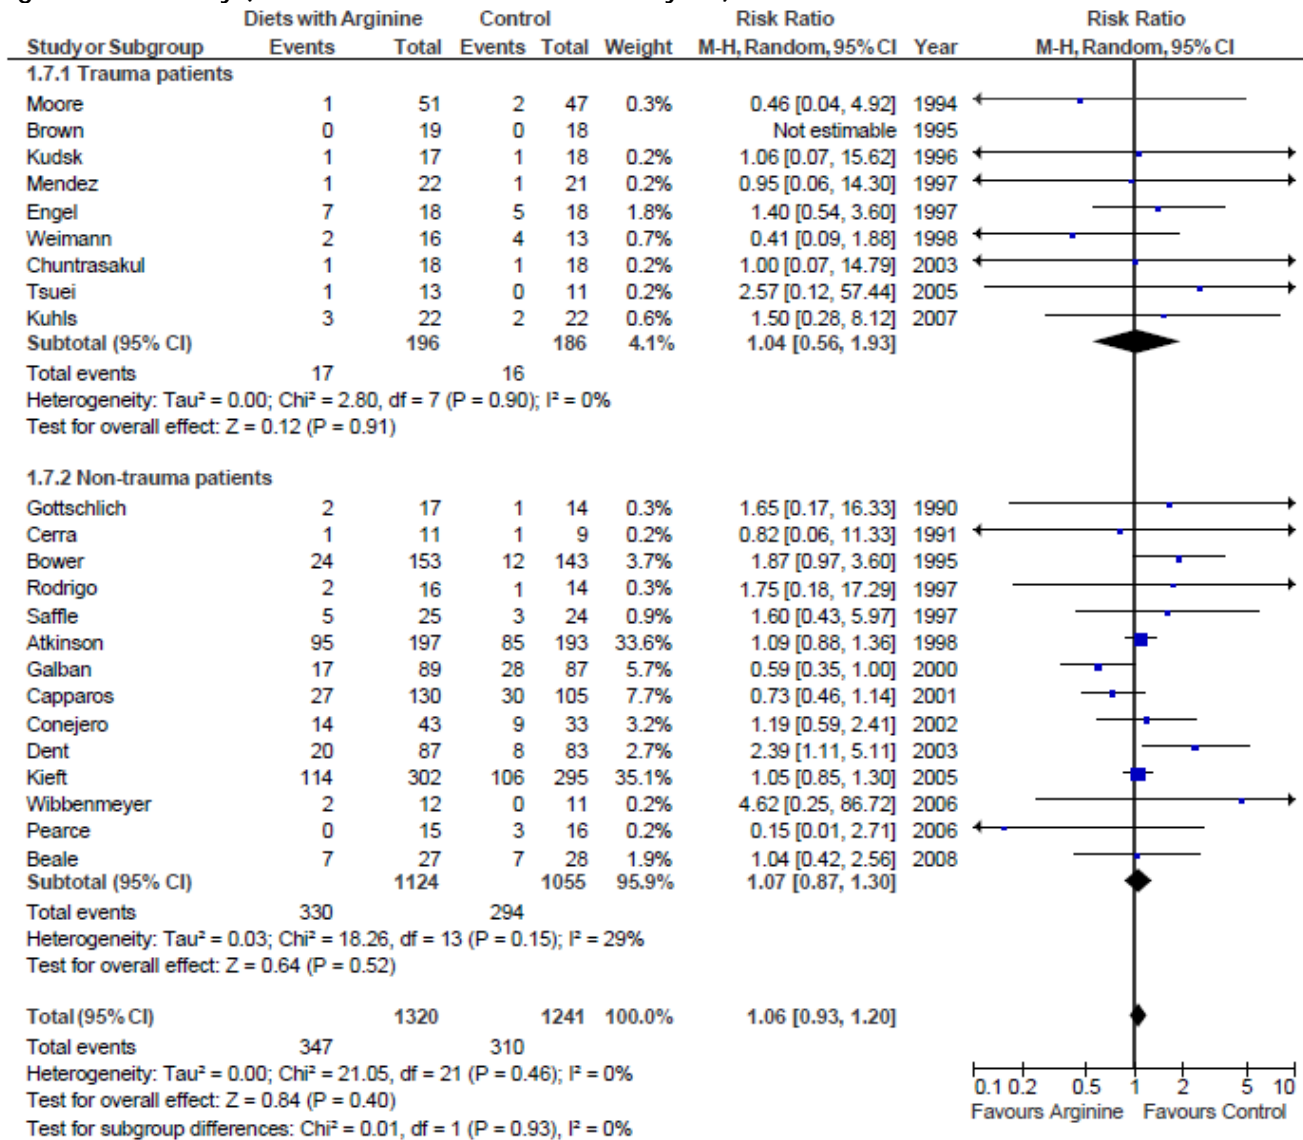 Diets with Arginine Control Risk Ratio Risk Ratio
Study or Subgroup Events Total Events Total Weight M-H, Random, 95% CI Year M-H, Random, 95% CI
1.7.1 Trauma patients
Moore 1 51 2 47 0.3% 0.46 [0.04, 4.92] 1994
Brown 0 19 0 18 Not estimable 1995
Kudsk 1 17 1 18 0.2% 1.06 [0.07, 15.62] 1996
Mendez 1 22 1 21 0.2% 0.95 [0.06, 14.30] 1997
Engel 7 18 5 18 1.8% 1.40 [0.54, 3.60] 1997
Weimann 2 16 4 13 0.7% 0.41 [0.09, 1.88] 1998
Chuntrasakul 1 18 1 18 0.2% 1.00 [0.07, 14.79] 2003
Tsuei 1 13 0 11 0.2% 2.57 [0.12, 57.44] 2005
Kuhls 3 22 2 22 0.6% 1.50 [0.28, 8.12] 2007
Subtotal (95% CI) 196 186 4.1% 1.04 [0.56, 1.93]
Total events 17 16
Heterogeneity: Tau² = 0.00; Chi² = 2.80, df = 7 (P = 0.90); I² = 0%
Test for overall effect: Z = 0.12 (P = 0.91)
1.7.2 Non-trauma patients
Gottschlich 2 17 1 14 0.3% 1.65 [0.17, 16.33] 1990
Cerra 1 11 1 9 0.2% 0.82 [0.06, 11.33] 1991
Bower 24 153 12 143 3.7% 1.87 [0.97, 3.60] 1995
Rodrigo 2 16 1 14 0.3% 1.75 [0.18, 17.29] 1997
Saffle 5 25 3 24 0.9% 1.60 [0.43, 5.97] 1997
Atkinson 95 197 85 193 33.6% 1.09 [0.88, 1.36] 1998
Galban 17 89 28 87 5.7% 0.59 [0.35, 1.00] 2000
Capparos 27 130 30 105 7.7% 0.73 [0.46, 1.14] 2001
Conejero 14 43 9 33 3.2% 1.19 [0.59, 2.41] 2002
Dent 20 87 8 83 2.7% 2.39 [1.11, 5.11] 2003
Kieft 114 302 106 295 35.1% 1.05 [0.85, 1.30] 2005
Wibbenmeyer 2 12 0 11 0.2% 4.62 [0.25, 86.72] 2006
Pearce 0 15 3 16 0.2% 0.15 [0.01, 2.71] 2006
Beale 7 27 7 28 1.9% 1.04 [0.42, 2.56] 2008
Subtotal (95% CI) 1124 1055 95.9% 1.07 [0.87, 1.30]
Total events 330 294
Heterogeneity: Tau² = 0.03; Chi² = 18.26, df = 13 (P = 0.15); I² = 29%
Test for overall effect: Z = 0.64 (P = 0.52)
Total (95% CI) 1320 1241 100.0% 1.06 [0.93, 1.20]
Total events 347 310
Heterogeneity: Tau² = 0.00; Chi² = 21.05, df = 21 (P = 0.46); I² = 0%
Test for overall effect: Z = 0.84 (P = 0.40)
Test for subgroup differences: Chi² = 0.01, df = 1 (P = 0.93), I² = 0%
0.1 0.2 0.5 1 2 5 10
Favours Arginine Favours Control